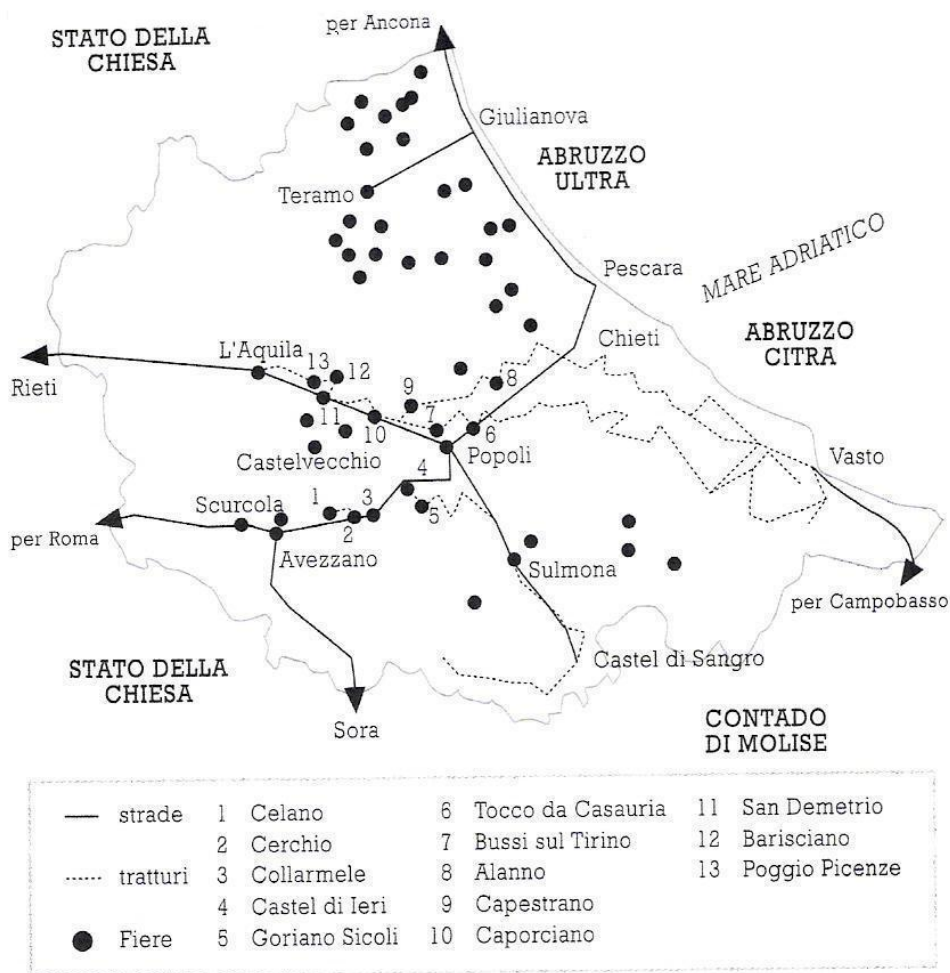 per Ancona
STATO DELLA
CHIESA
Giulianova
ABRUZZO
ULTRA
Teramo
MARE ADRIATICO
Pescara
ABRUZZO
CITRA
Chieti
L'Aquila
Rieti
13
12
8
9
11
10
7
6
Castelvecchio
Popoli
Vasto
4
Scurcola
1
3
5
2
per Roma
Avezzano
Sulmona
per Campobasso
STATO DELLA
CHIESA
Castel di Sangro
Sora
CONTADO
DI MOLISE
strade
tratturi
Fiere
1 Celano
2 Cerchio
3 Collarmele
4 Castel di Ieri
5 Goriano Sicoli
6 Tocco da Casauria
7 Bussi sul Tirino
8 Alanno
9 Capestrano
10 Caporciano
11 San Demetrio
12 Barisciano
13 Poggio Picenze